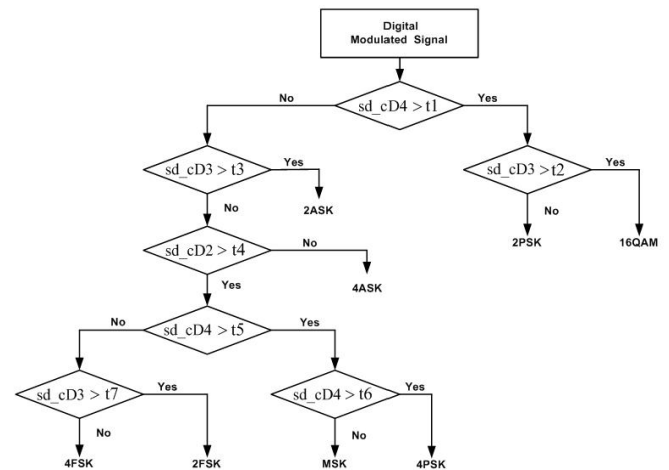 Digital
Modulated Signal
No
Yes
sd_cD4 > t1
sd_cD3 > t3
Yes
sd_cD3 > t2
Yes
No
2ASK
No
2PSK
16QAM
sd_cD2 > t4
No
Yes
4ASK
No
sd_cD4 > t5
Yes
sd_cD3 > t7
Yes
sd_cD4 > t6
Yes
No
No
4FSK
2FSK
MSK
4PSK